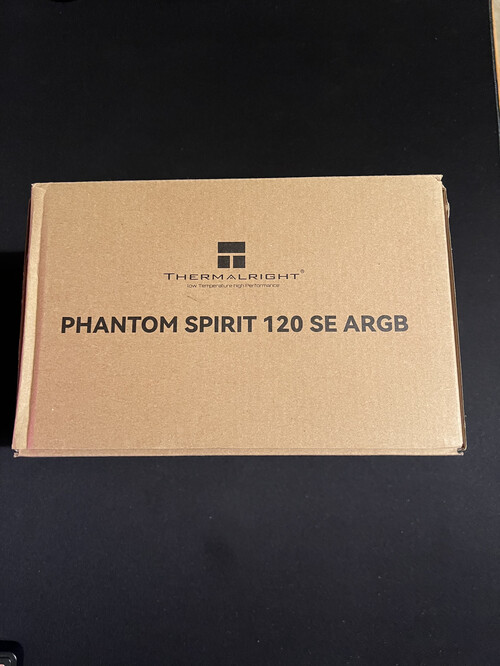 THERMALRIGHT®
low Temperature High Performance
PHANTOM SPIRIT 120 SE ARGB